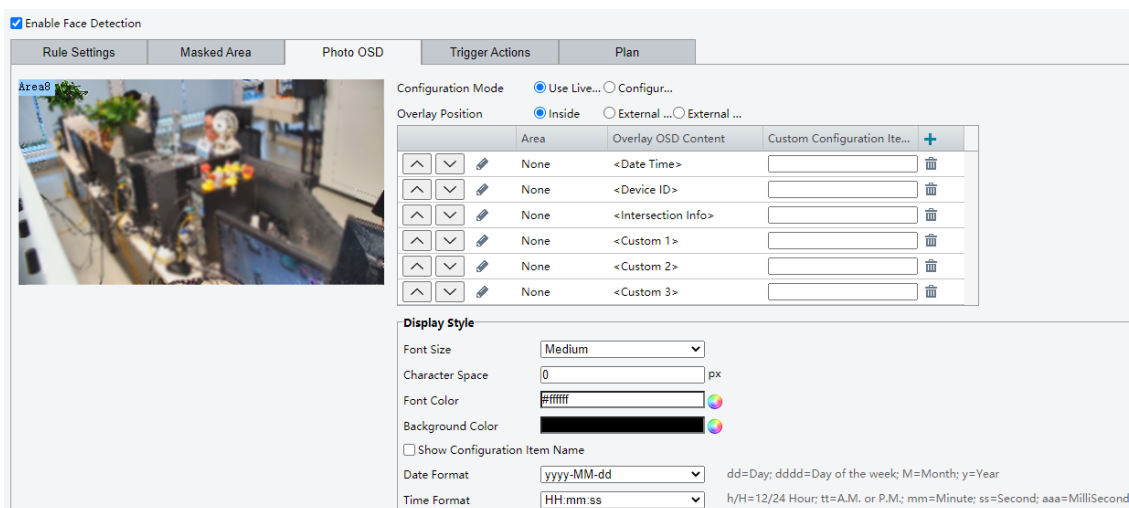 Enable Face Detection
Rule Settings Masked Area Photo OSD Trigger Actions Plan
Area8
Configuration Mode Use Live... Configur...
Overlay Position Inside External ... External ...
Area Overlay OSD Content Custom Configuration Ite... +
None <Date Time>
None <Device ID>
None <Intersection Info>
None <Custom 1>
None <Custom 2>
None <Custom 3>
Display Style
Font Size Medium
Character Space 0 px
Font Color #ffffff
Background Color
Show Configuration Item Name
Date Format yyyy-MM-dd dd=Day; dddd=Day of the week; M=Month; y=Year
Time Format HH:mm:ss h/H=12/24 Hour; tt=A.M. or P.M.; mm=Minute; ss=Second; aaa=MilliSecond